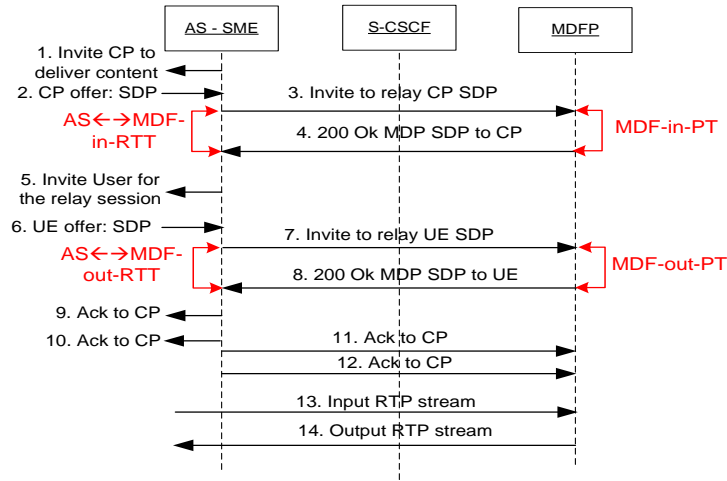 AS - SME
S-CSCF
MDFP
1. Invite CP to
deliver content
2. CP offer: SDP
3. Invite to relay CP SDP
AS←→MDF-
in-RTT
4. 200 Ok MDP SDP to CP
MDF-in-PT
5. Invite User for
the relay session
6. UE offer: SDP
7. Invite to relay UE SDP
AS←→MDF-
out-RTT
8. 200 Ok MDP SDP to UE
MDF-out-PT
9. Ack to CP
10. Ack to CP
11. Ack to CP
12. Ack to CP
13. Input RTP stream
14. Output RTP stream